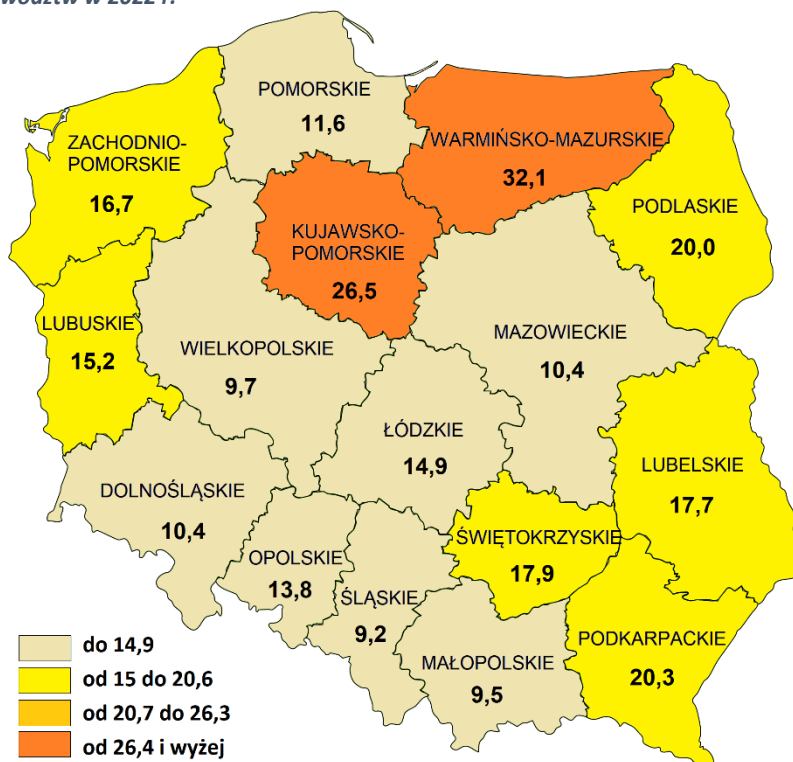 wództw w 2022 r.
POMORSKIE
11,6
ZACHODNIO-
POMORSKIE
16,7
WARMIŃSKO-MAZURSKIE
32,1
PODLASKIE
20,0
KUJAWSKO-
POMORSKIE
26,5
LUBUSKIE
15,2
WIELKOPOLSKIE
9,7
MAZOWIECKIE
10,4
ŁÓDZKIE
14,9
LUBELSKIE
17,7
DOLNOŚLĄSKIE
10,4
OPOLSKIE
13,8
ŚWIĘTOKRZYSKIE
17,9
ŚLĄSKIE
9,2
MAŁOPOLSKIE
9,5
PODKARPACKIE
20,3
do 14,9
od 15 do 20,6
od 20,7 do 26,3
od 26,4 i wyżej